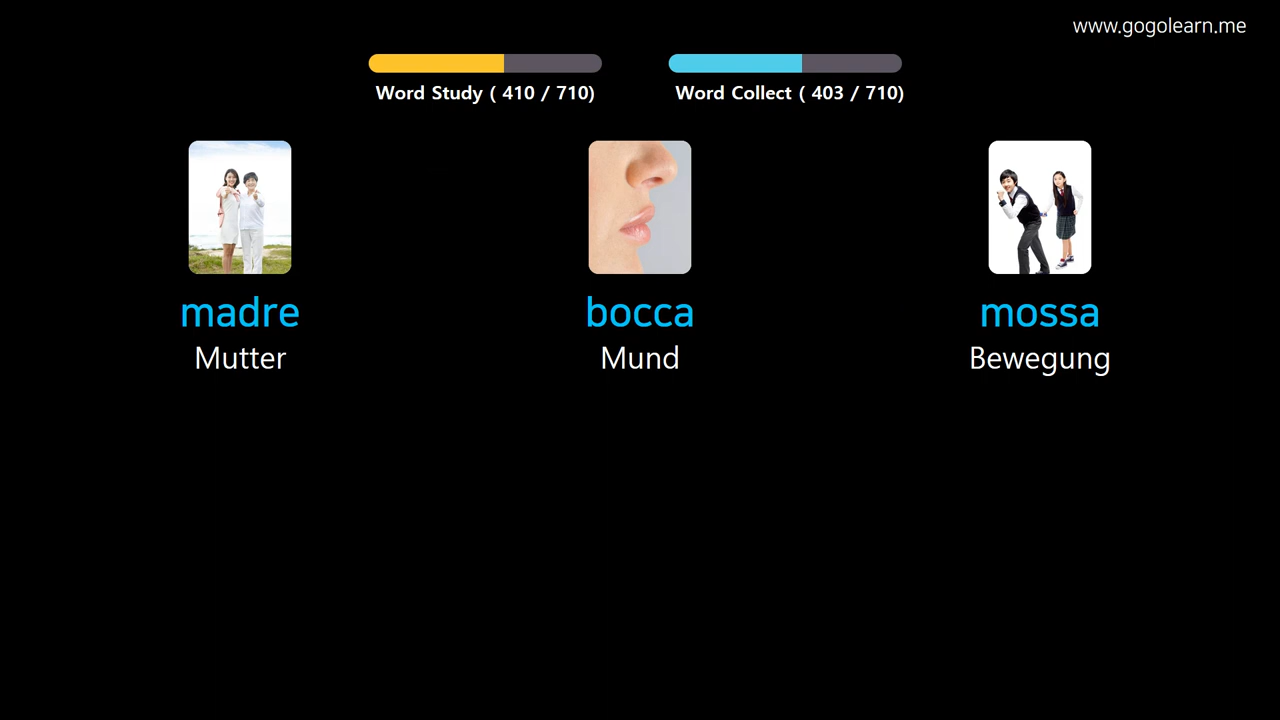 www.gogolearn.me
Word Study ( 410 / 710)
Word Collect ( 403 / 710)
madre
bocca
mossa
Mutter
Mund
Bewegung